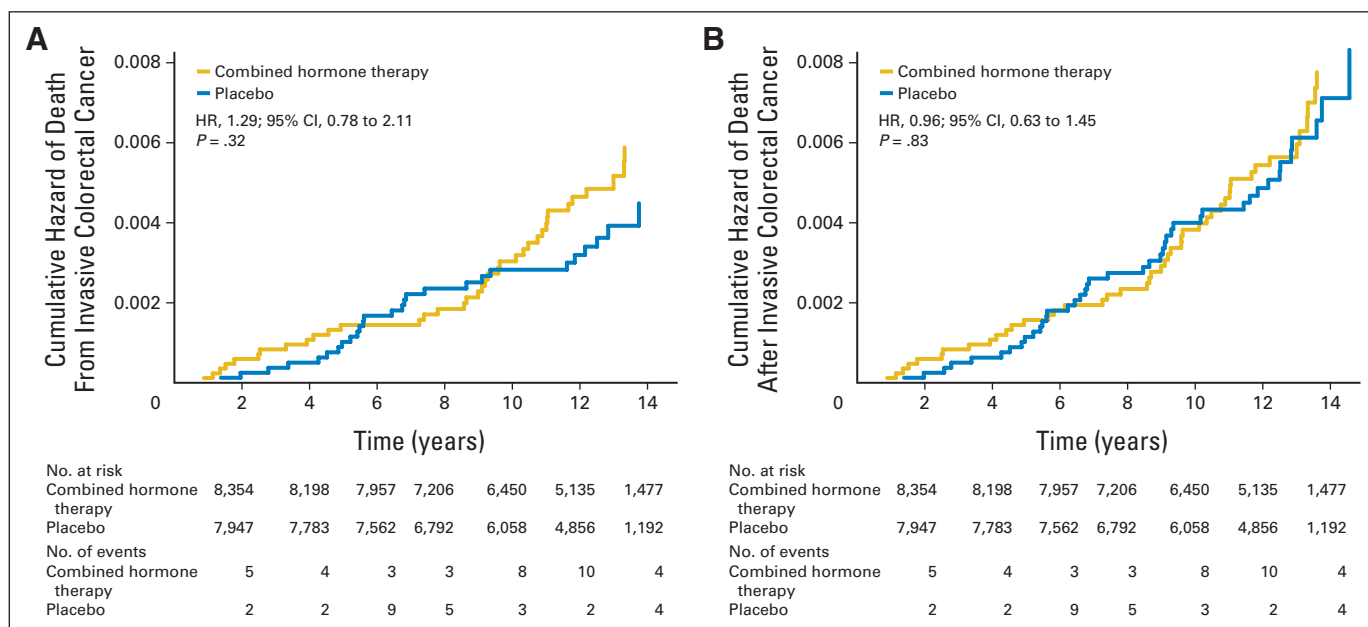 A
Cumulative Hazard of Death
From Invasive Colorectal Cancer
0.008
0.006
0.004
0.002
Combined hormone therapy
Placebo
HR, 1.29; 95% CI, 0.78 to 2.11
P = .32
0 2 4 6 8 10 12 14
Time (years)
No. at risk
Combined hormone 8,354 8,198 7,957 7,206 6,450 5,135 1,477
therapy
Placebo 7,947 7,783 7,562 6,792 6,058 4,856 1,192
No. of events
Combined hormone 5 4 3 3 8 10 4
therapy
Placebo 2 2 9 5 3 2 4
B
Cumulative Hazard of Death
After Invasive Colorectal Cancer
0.008
0.006
0.004
0.002
Combined hormone therapy
Placebo
HR, 0.96; 95% CI, 0.63 to 1.45
P = .83
0 2 4 6 8 10 12 14
Time (years)
No. at risk
Combined hormone 8,354 8,198 7,957 7,206 6,450 5,135 1,477
therapy
Placebo 7,947 7,783 7,562 6,792 6,058 4,856 1,192
No. of events
Combined hormone 5 4 3 3 8 10 4
therapy
Placebo 2 2 9 5 3 2 4